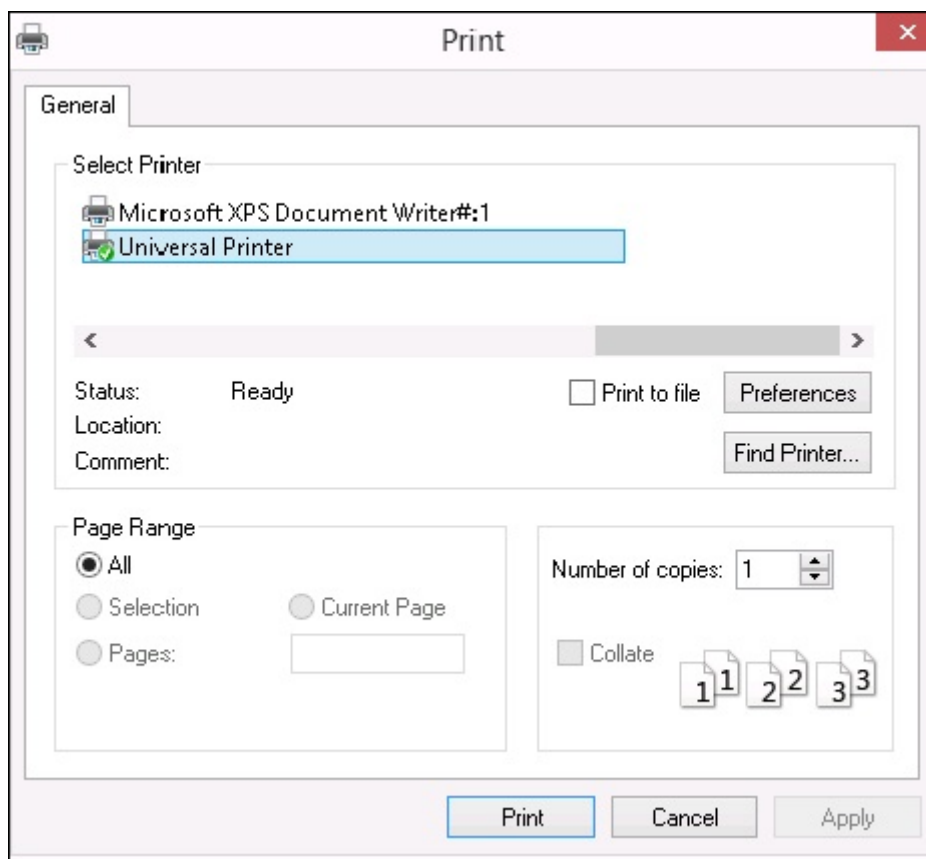 Print
General
Select Printer
Microsoft XPS Document Writer#:1
Universal Printer
Status: Ready
Print to file
Preferences
Location:
Comment:
Find Printer...
Page Range
All
Selection
Current Page
Pages:
Number of copies: 1
Collate
1 1 2 2 3 3
Print
Cancel
Apply